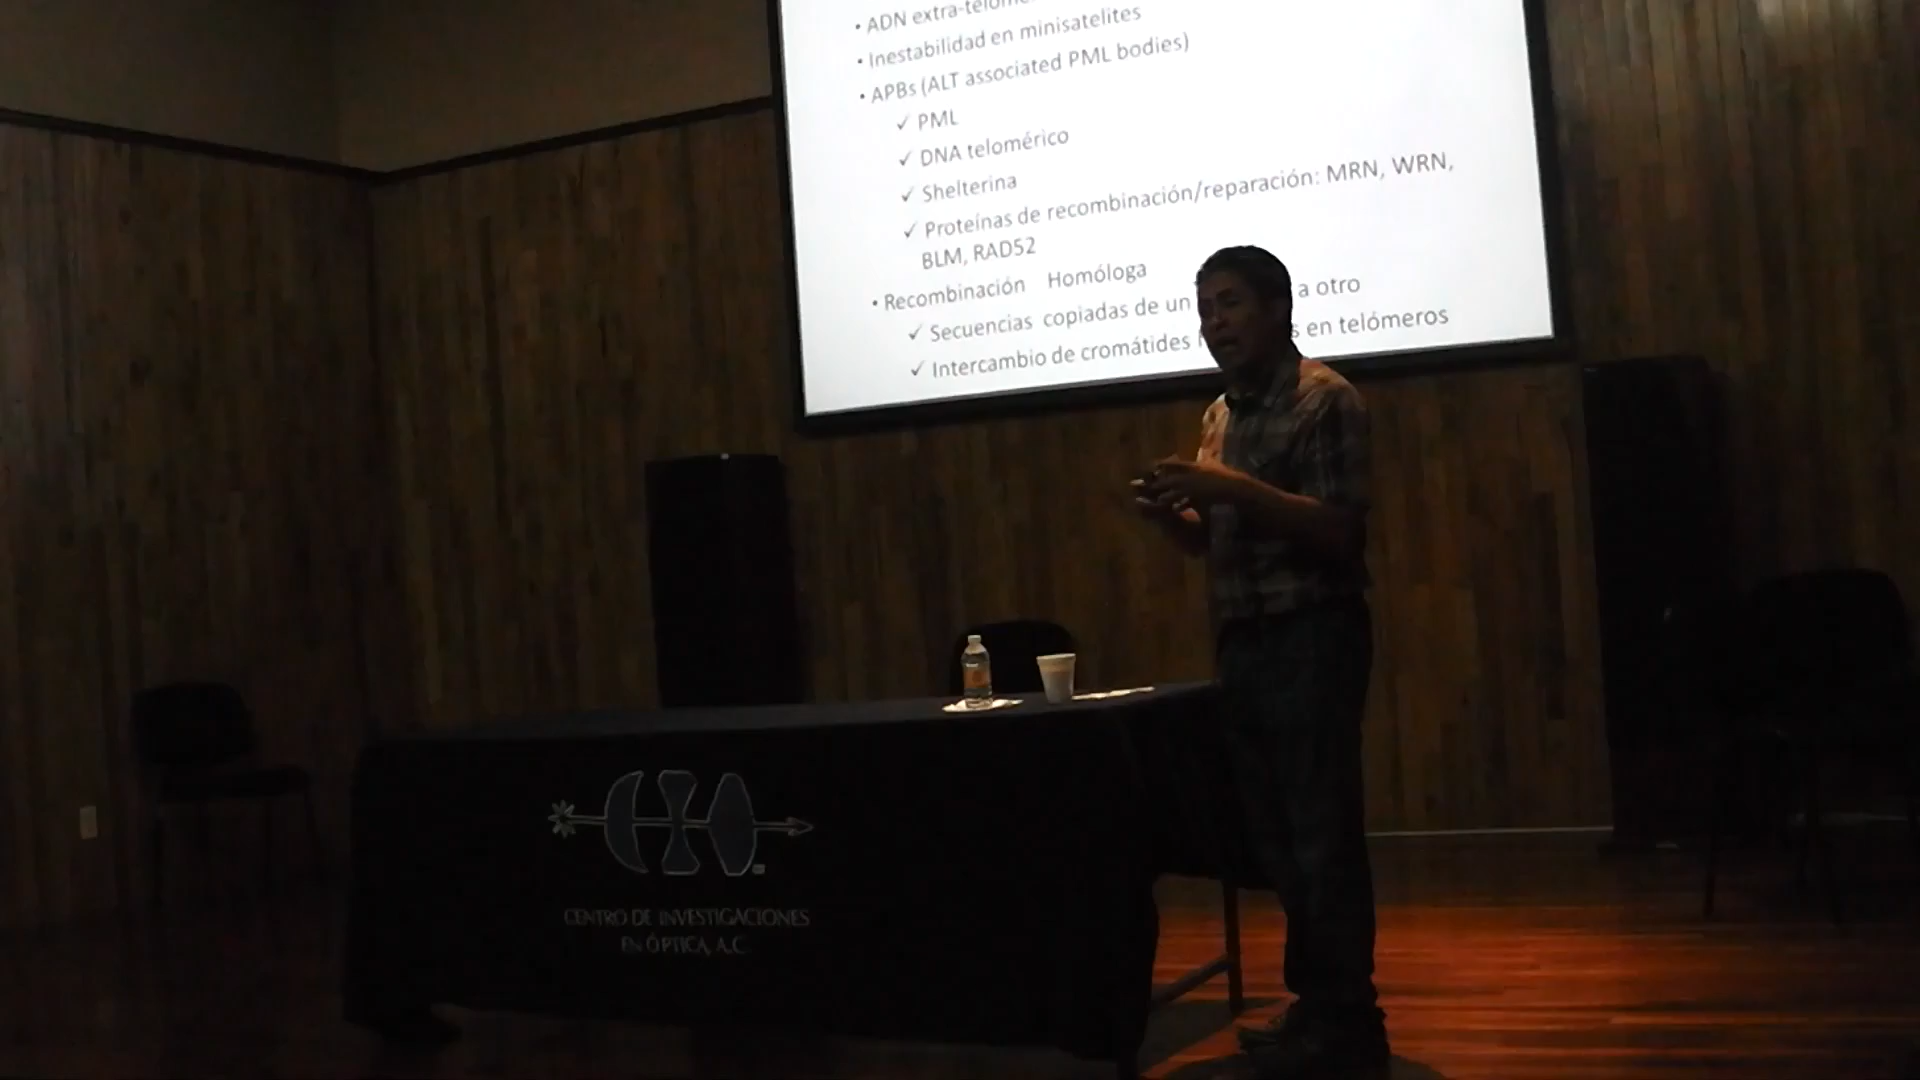 • ADN extra-
• Inestabilidad en minisatelites
• APBs (ALT associated PML bodies)
✓ PML
✓ DNA telomérico
✓ Shelterina
✓ Proteínas de recombinación/reparación: MRN, WRN,
BLM, RAD52
• Recombinación Homóloga
✓ Secuencias copiadas de un a otro
✓ Intercambio de cromátides en telómeros
CIO
CENTRO DE INVESTIGACIONES
EN ÓPTICA, A.C.